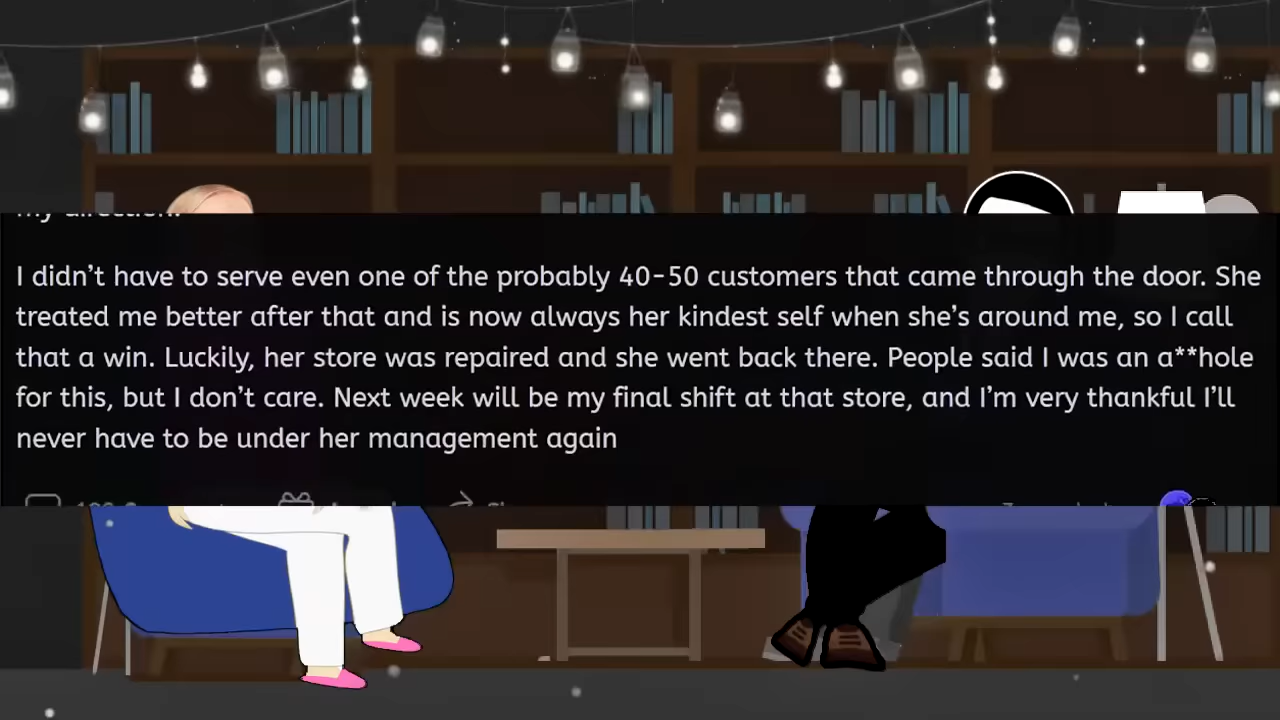 my direction.
I didn’t have to serve even one of the probably 40-50 customers that came through the door. She
treated me better after that and is now always her kindest self when she’s around me, so I call
that a win. Luckily, her store was repaired and she went back there. People said I was an a**hole
for this, but I don’t care. Next week will be my final shift at that store, and I’m very thankful I’ll
never have to be under her management again